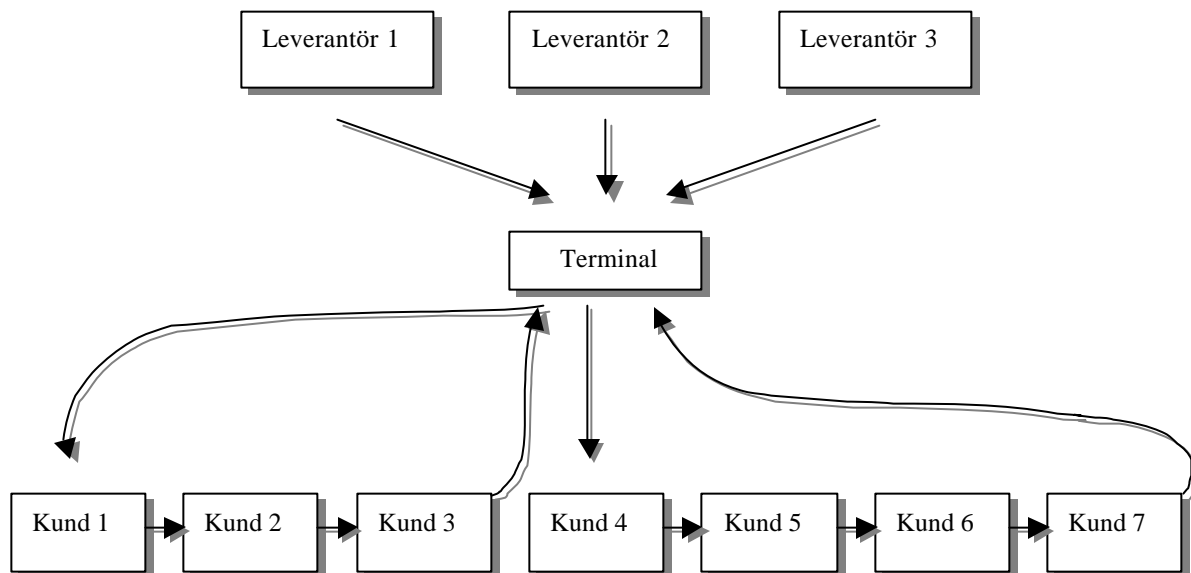 Leverantör 1
Leverantör 2
Leverantör 3
Terminal
Kund 1
Kund 2
Kund 3
Kund 4
Kund 5
Kund 6
Kund 7